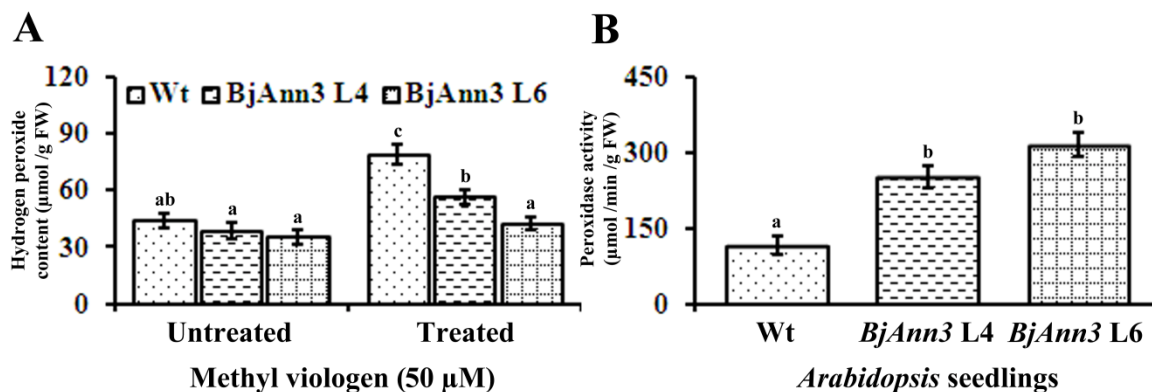 A
Hydrogen peroxide
content (µmol /g FW)
120
90
60
30
0
Wt BjAnn3 L4 BjAnn3 L6
ab
a
a
c
b
a
Untreated Treated
Methyl viologen (50 µM)
B
Peroxidase activity
(µmol /min /g FW)
450
300
150
0
a
b
b
Wt BjAnn3 L4 BjAnn3 L6
Arabidopsis seedlings